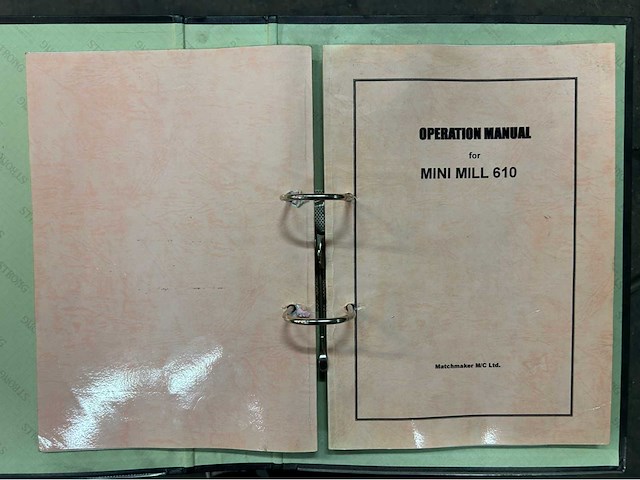 OPERATION MANUAL
for
MINI MILL 610
Matchmaker M/C Ltd.